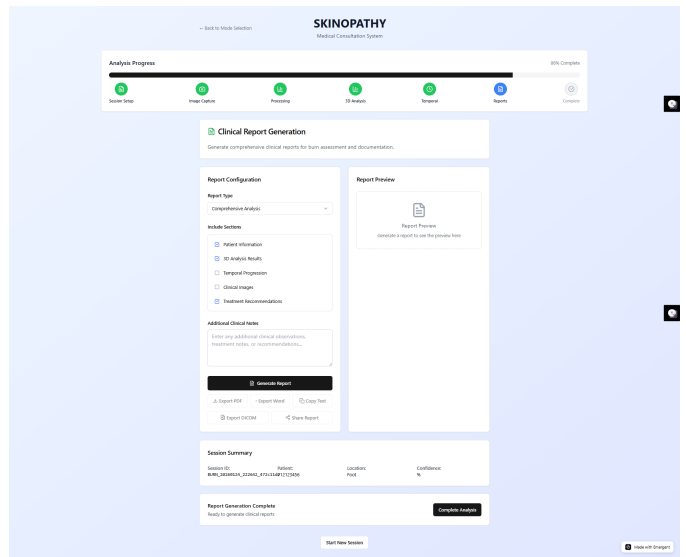 ← Back to Mode Selection
SKINOPATHY
Medical Consultation System
Analysis Progress
86% Complete
Session Setup
Image Capture
Processing
3D Analysis
Temporal
Reports
Complete
Clinical Report Generation
Generate comprehensive clinical reports for burn assessment and documentation.
Report Configuration
Report Type
Comprehensive Analysis
Include Sections
Patient Information
3D Analysis Results
Temporal Progression
Clinical Images
Treatment Recommendations
Additional Clinical Notes
Enter any additional clinical observations,
treatment notes, or recommendations...
Generate Report
Export PDF
Export Word
Copy Text
Export DICOM
Share Report
Report Preview
Report Preview
Generate a report to see the preview here
Session Summary
Session ID:
Patient:
Location:
Foot
Confidence:
%
Report Generation Complete
Ready to generate clinical reports
Complete Analysis
Start New Session
Made with Emergent